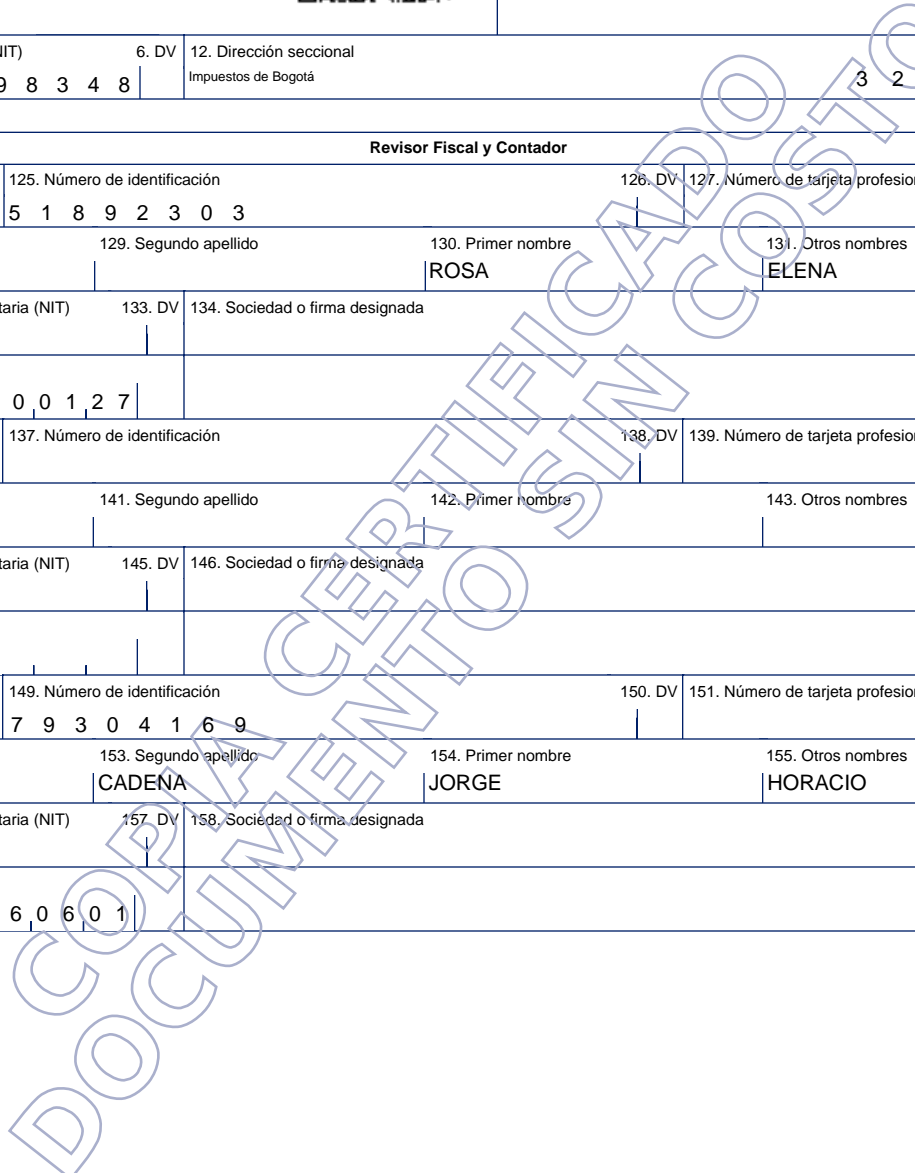 IT) 6. DV 12. Dirección seccional
9 8 3 4 8 Impuestos de Bogotá 3 2
Revisor Fiscal y Contador
125. Número de identificación 126. DV 127. Número de tarjeta profesion
5 1 8 9 2 3 0 3
129. Segundo apellido 130. Primer nombre 131. Otros nombres
ROSA ELENA
taria (NIT) 133. DV 134. Sociedad o firma designada
0 0 1 2 7
137. Número de identificación 138. DV 139. Número de tarjeta profesion
141. Segundo apellido 142. Primer nombre 143. Otros nombres
taria (NIT) 145. DV 146. Sociedad o firma designada
149. Número de identificación 150. DV 151. Número de tarjeta profesion
7 9 3 0 4 1 6 9
153. Segundo apellido 154. Primer nombre 155. Otros nombres
CADENA JORGE HORACIO
taria (NIT) 157. DV 158. Sociedad o firma designada
6 0 6 0 1
COPIA CERTIFICADO
DOCUMENTO SIN COSTO